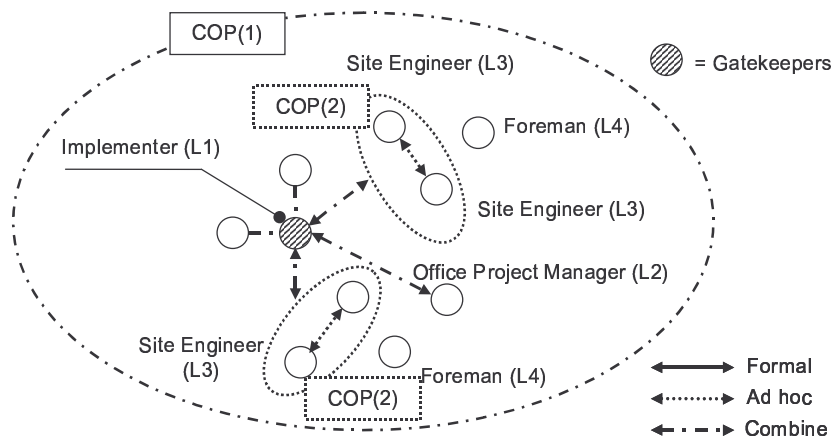 COP(1)
Site Engineer (L3)
= Gatekeepers
COP(2)
Foreman (L4)
Implementer (L1)
Site Engineer (L3)
Office Project Manager (L2)
Site Engineer
(L3)
Foreman (L4)
COP(2)
Formal
Ad hoc
Combine